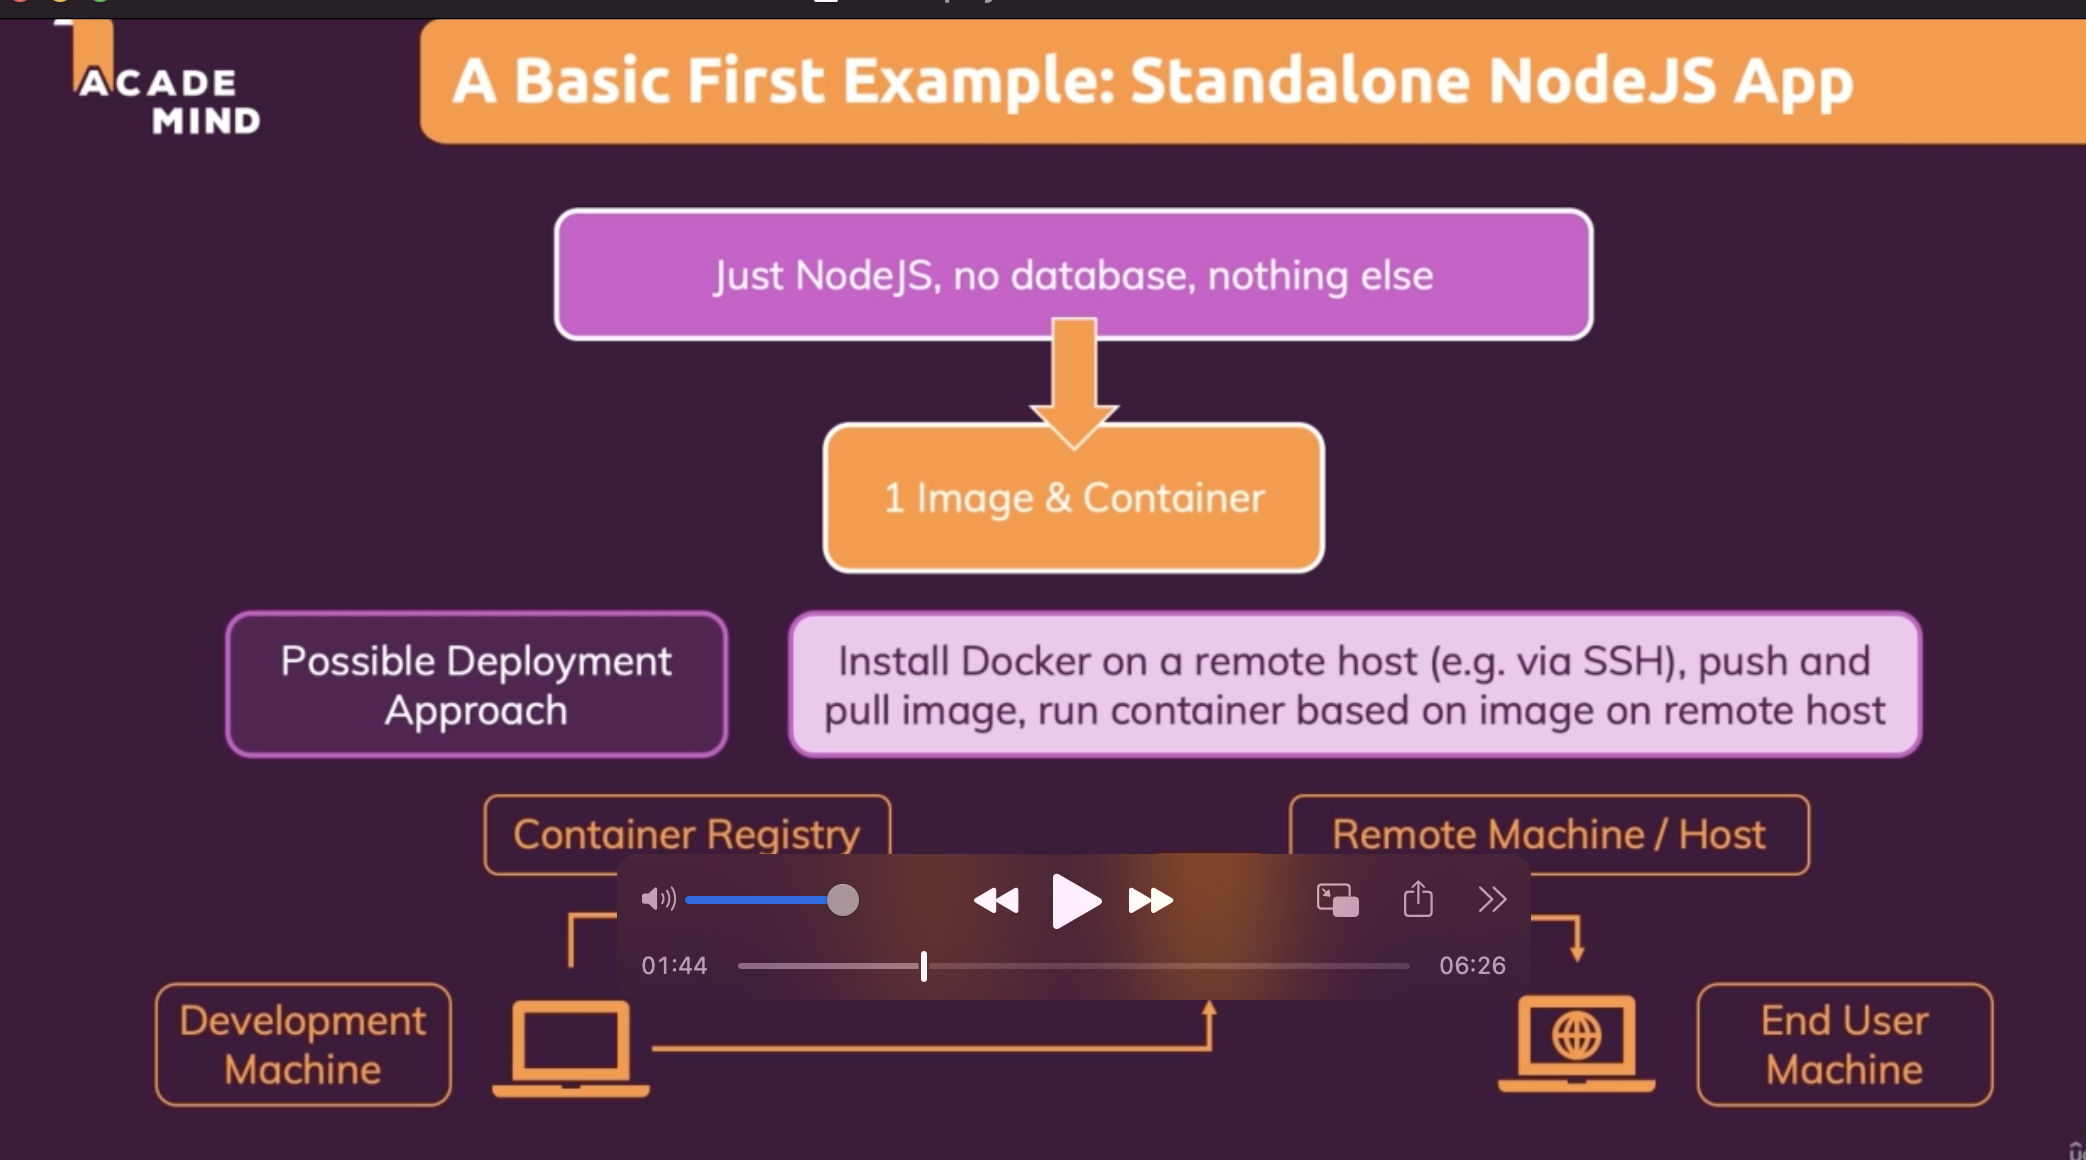 ACADE
MIND
A Basic First Example: Standalone NodeJS App
Just NodeJS, no database, nothing else
1 Image & Container
Possible Deployment
Approach
Install Docker on a remote host (e.g. via SSH), push and
pull image, run container based on image on remote host
Container Registry
Remote Machine / Host
01:44
06:26
Development
Machine
End User
Machine